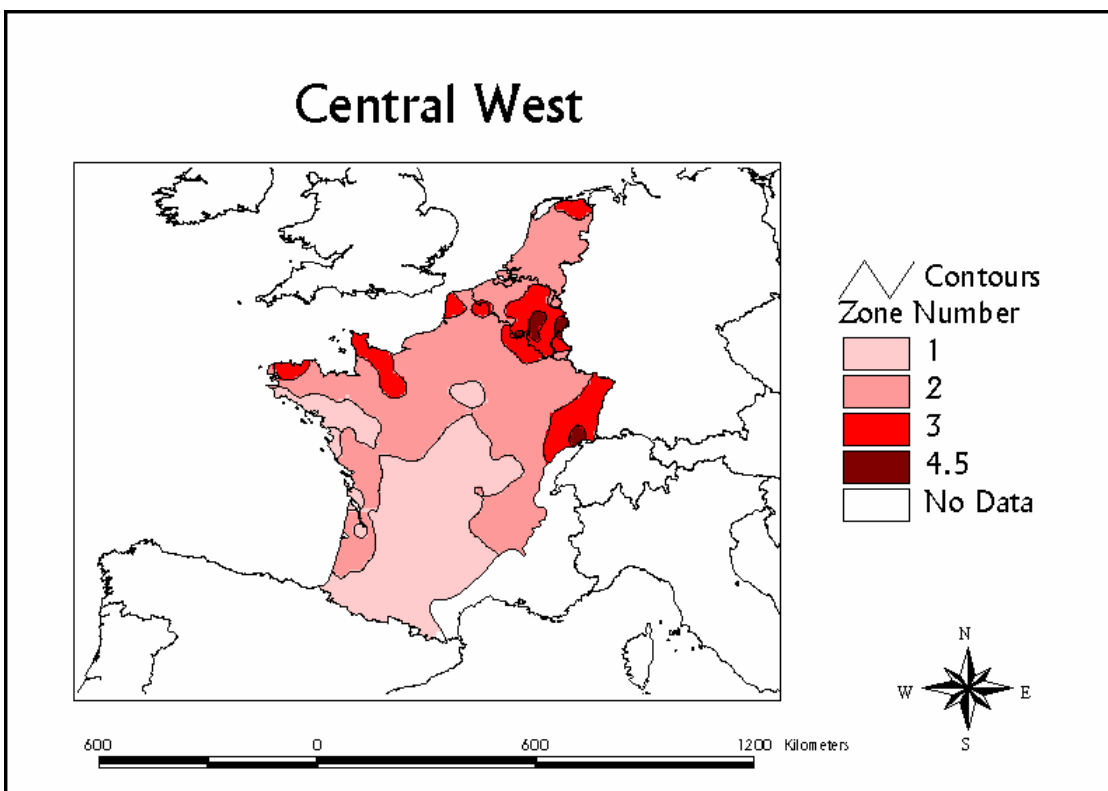 Central West
Contours
Zone Number
1
2
3
4.5
No Data
N
W E
S
600 0 600 1200 Kilometers